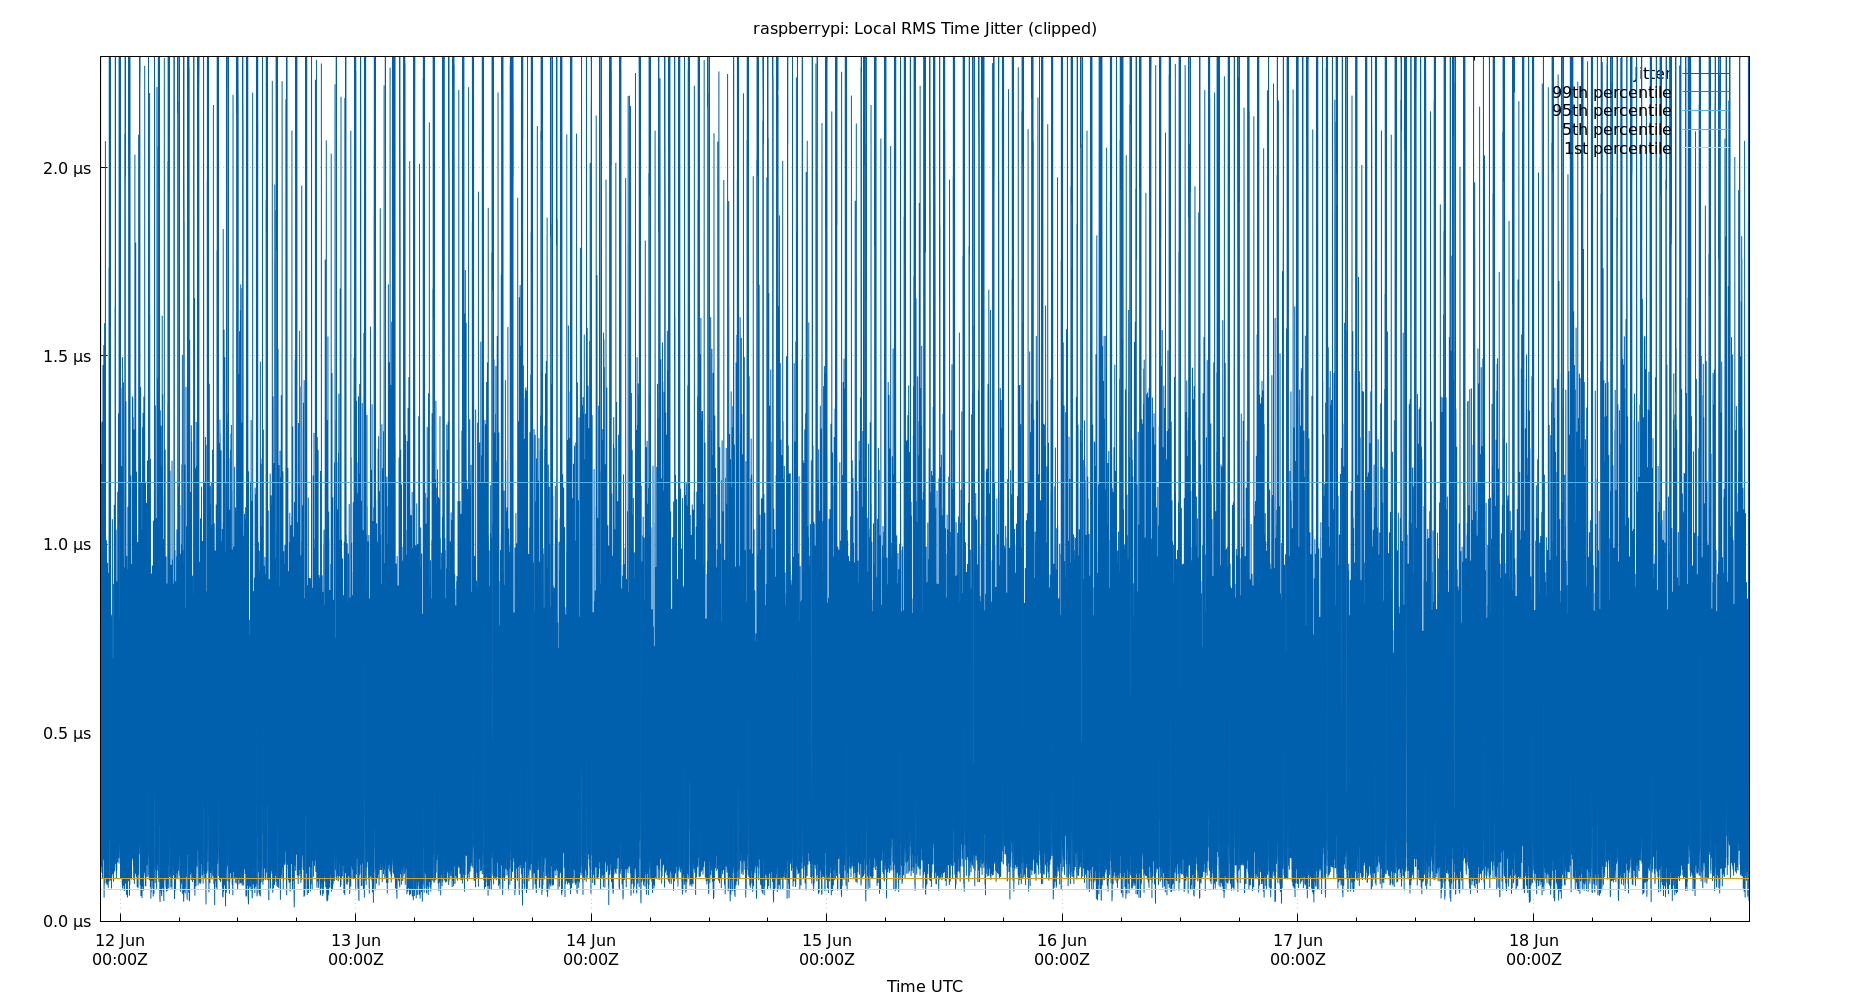 raspberrypi: Local RMS Time Jitter (clipped)
jitter
99th percentile
95th percentile
5th percentile
1st percentile
2.0 μs
1.5 μs
1.0 μs
0.5 μs
0.0 μs
12 Jun 13 Jun 14 Jun 15 Jun 16 Jun 17 Jun 18 Jun
00:00Z 00:00Z 00:00Z 00:00Z 00:00Z 00:00Z 00:00Z
Time UTC